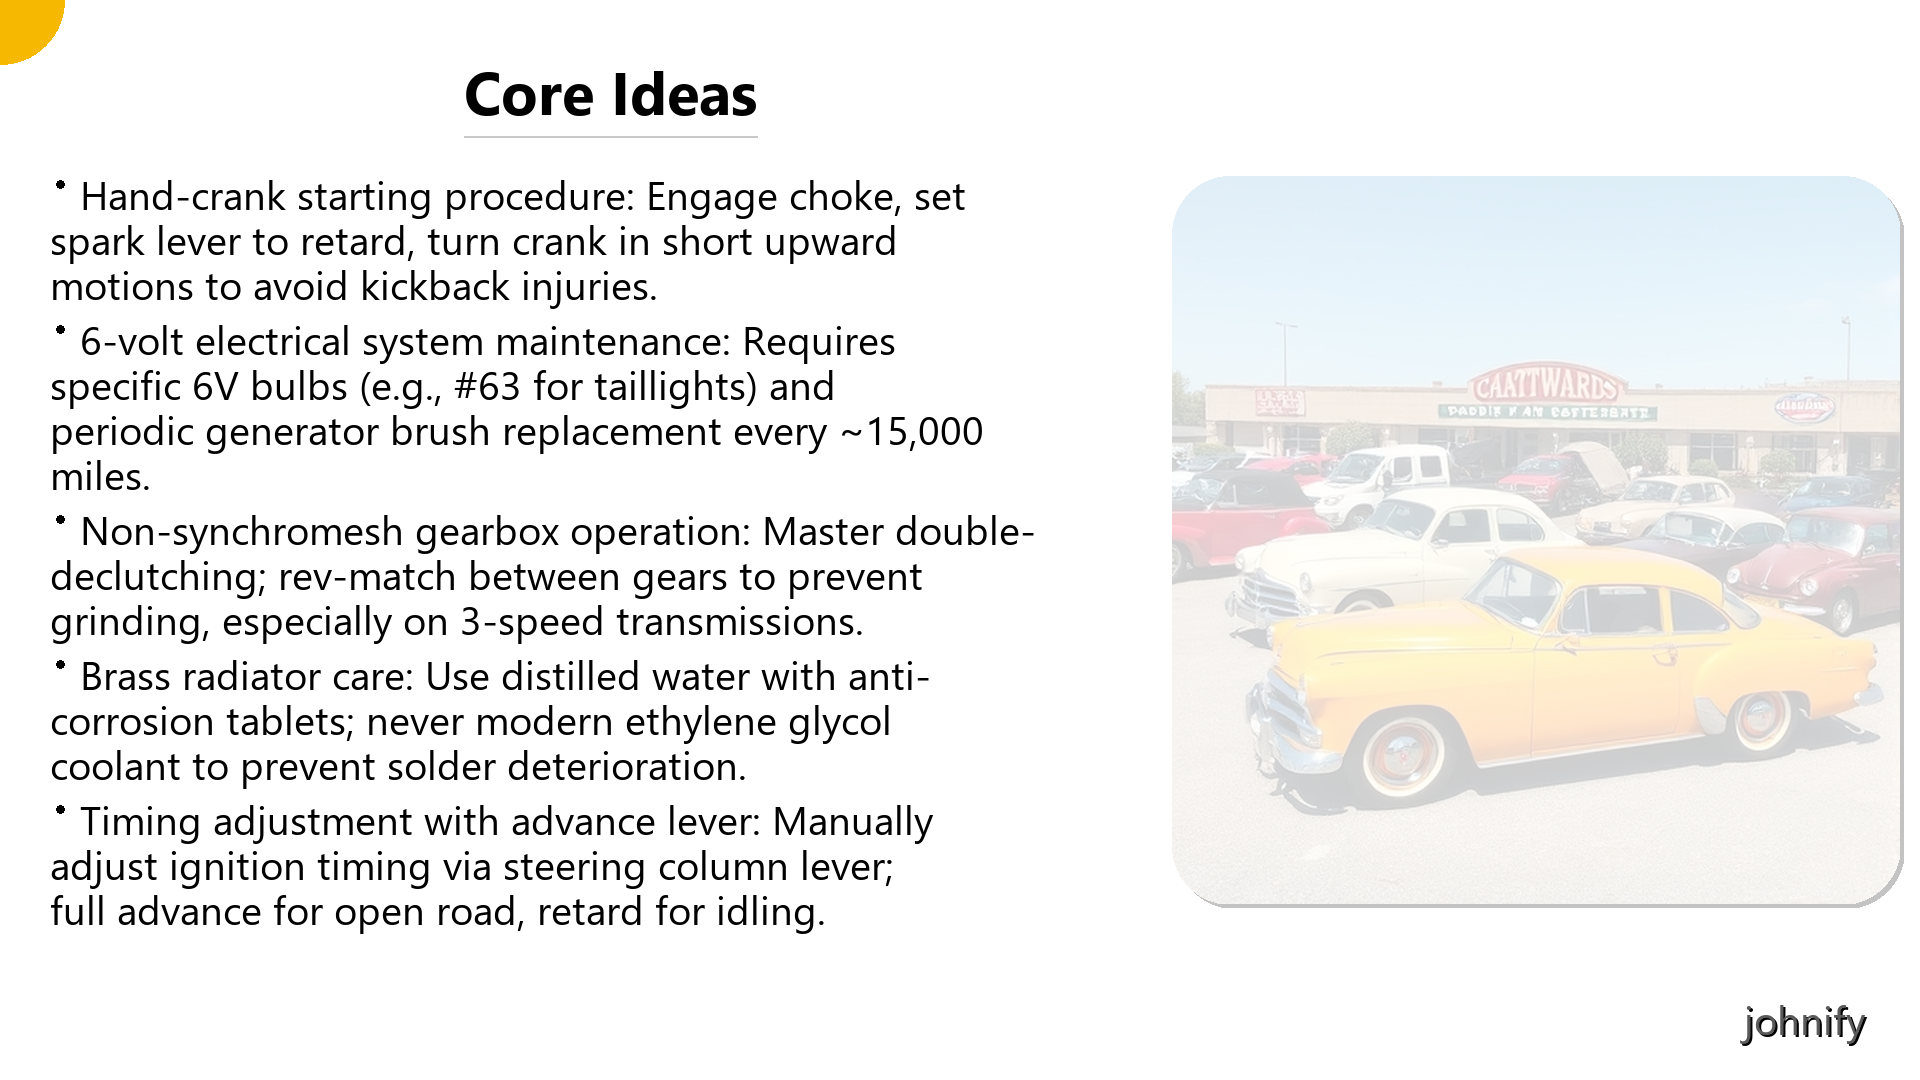 Core Ideas
• Hand-crank starting procedure: Engage choke, set
spark lever to retard, turn crank in short upward
motions to avoid kickback injuries.
• 6-volt electrical system maintenance: Requires
specific 6V bulbs (e.g., #63 for taillights) and
periodic generator brush replacement every ~15,000
miles.
• Non-synchromesh gearbox operation: Master double-
declutching; rev-match between gears to prevent
grinding, especially on 3-speed transmissions.
• Brass radiator care: Use distilled water with anti-
corrosion tablets; never modern ethylene glycol
coolant to prevent solder deterioration.
• Timing adjustment with advance lever: Manually
adjust ignition timing via steering column lever;
full advance for open road, retard for idling.
CAATTWARDS
johnify